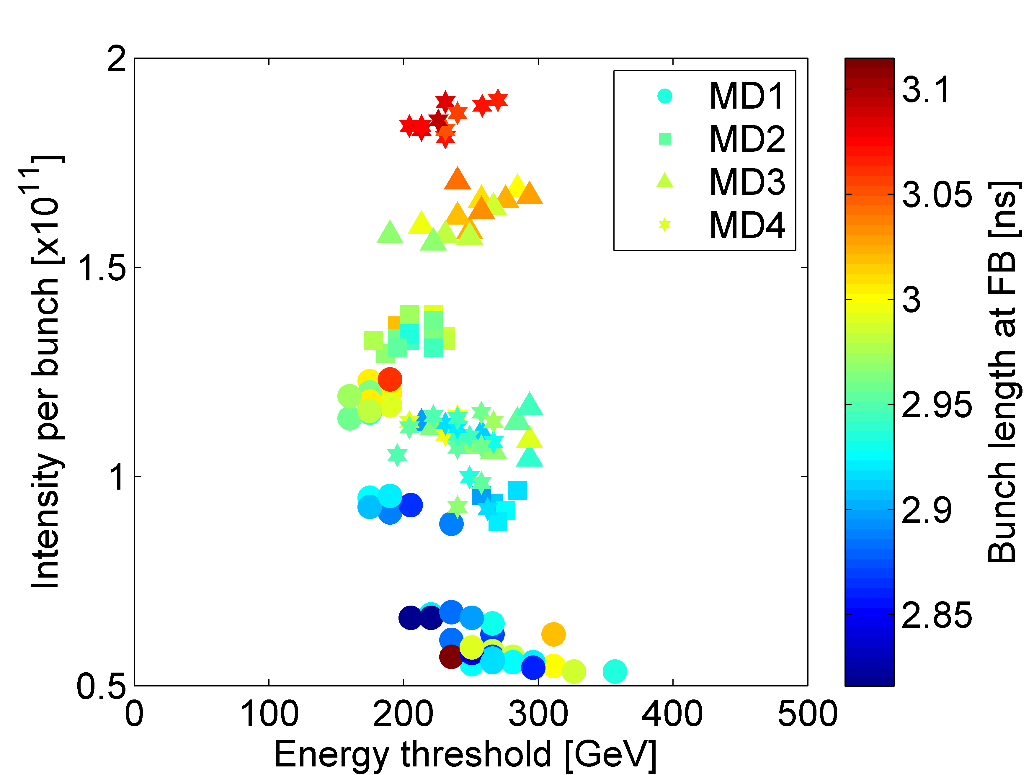 2
1.5
1
0.5
0
100
200
300
400
500
Energy threshold [GeV]
Intensity per bunch [x10^11]
MD1
MD2
MD3
MD4
3.1
3.05
3
2.95
2.9
2.85
Bunch length at FB [ns]